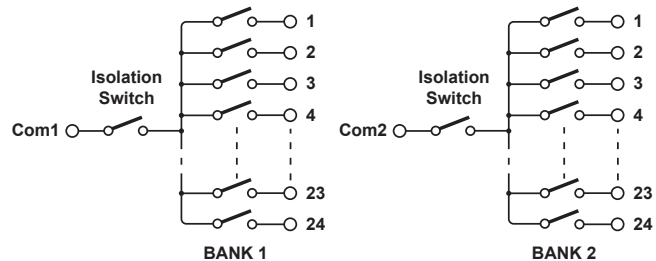 1
2
3
4
23
24
Isolation
Switch
Com1
BANK 1
1
2
3
4
23
24
Isolation
Switch
Com2
BANK 2